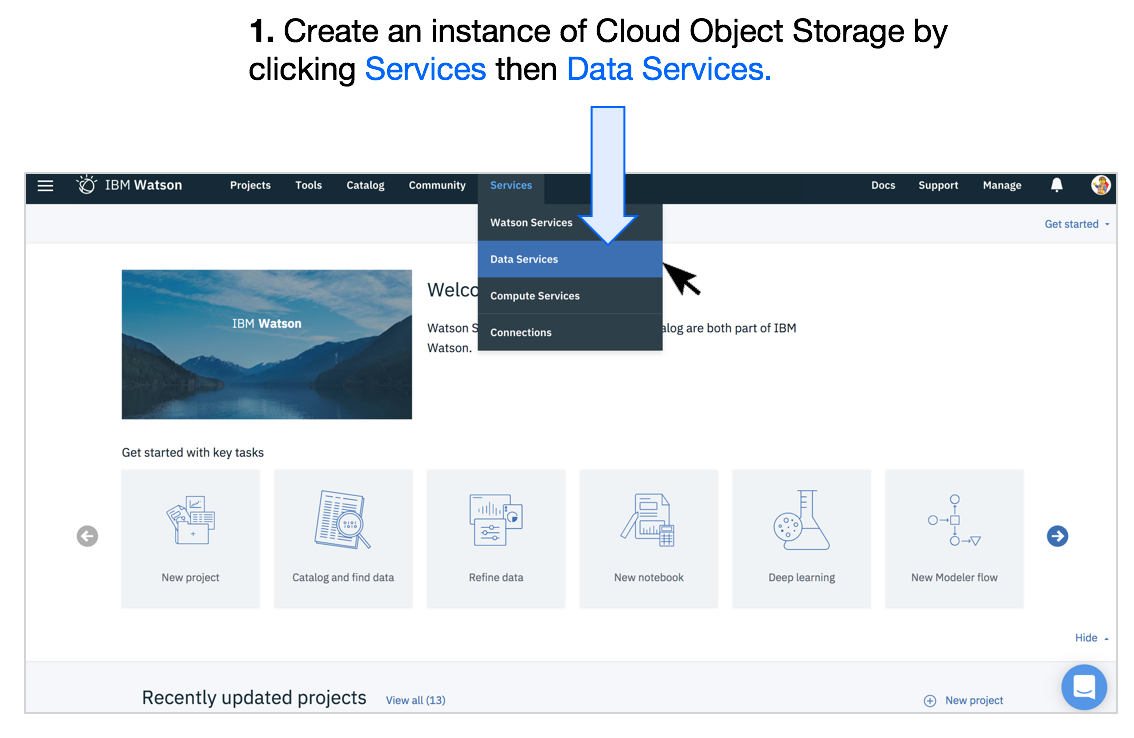 1. Create an instance of Cloud Object Storage by
clicking Services then Data Services.
IBM Watson
Projects
Tools
Catalog
Community
Services
Docs
Support
Manage
Watson Services
Data Services
Compute Services
Connections
Get started
IBM Watson
Welco
Watson S
alog are both part of IBM
Watson.
Get started with key tasks
New project
Catalog and find data
Refine data
New notebook
Deep learning
New Modeler flow
Hide
Recently updated projects
View all (13)
New project